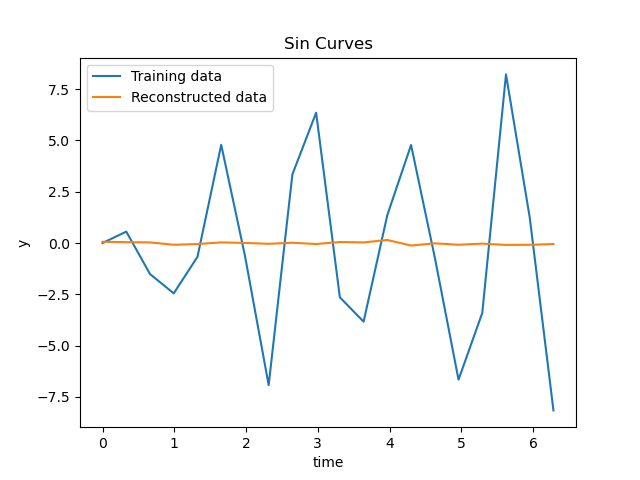 Sin Curves
Training data
Reconstructed data
7.5
5.0
2.5
0.0
−2.5
−5.0
−7.5
y
0 1 2 3 4 5 6
time